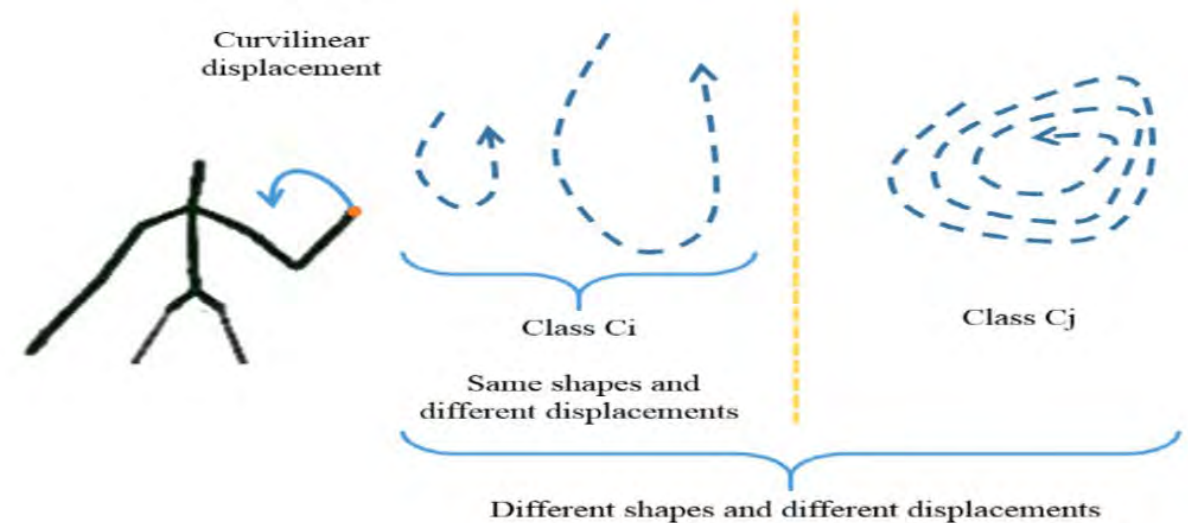 Curvilinear
displacement
Class Ci
Class Cj
Same shapes and
different displacements
Different shapes and different displacements